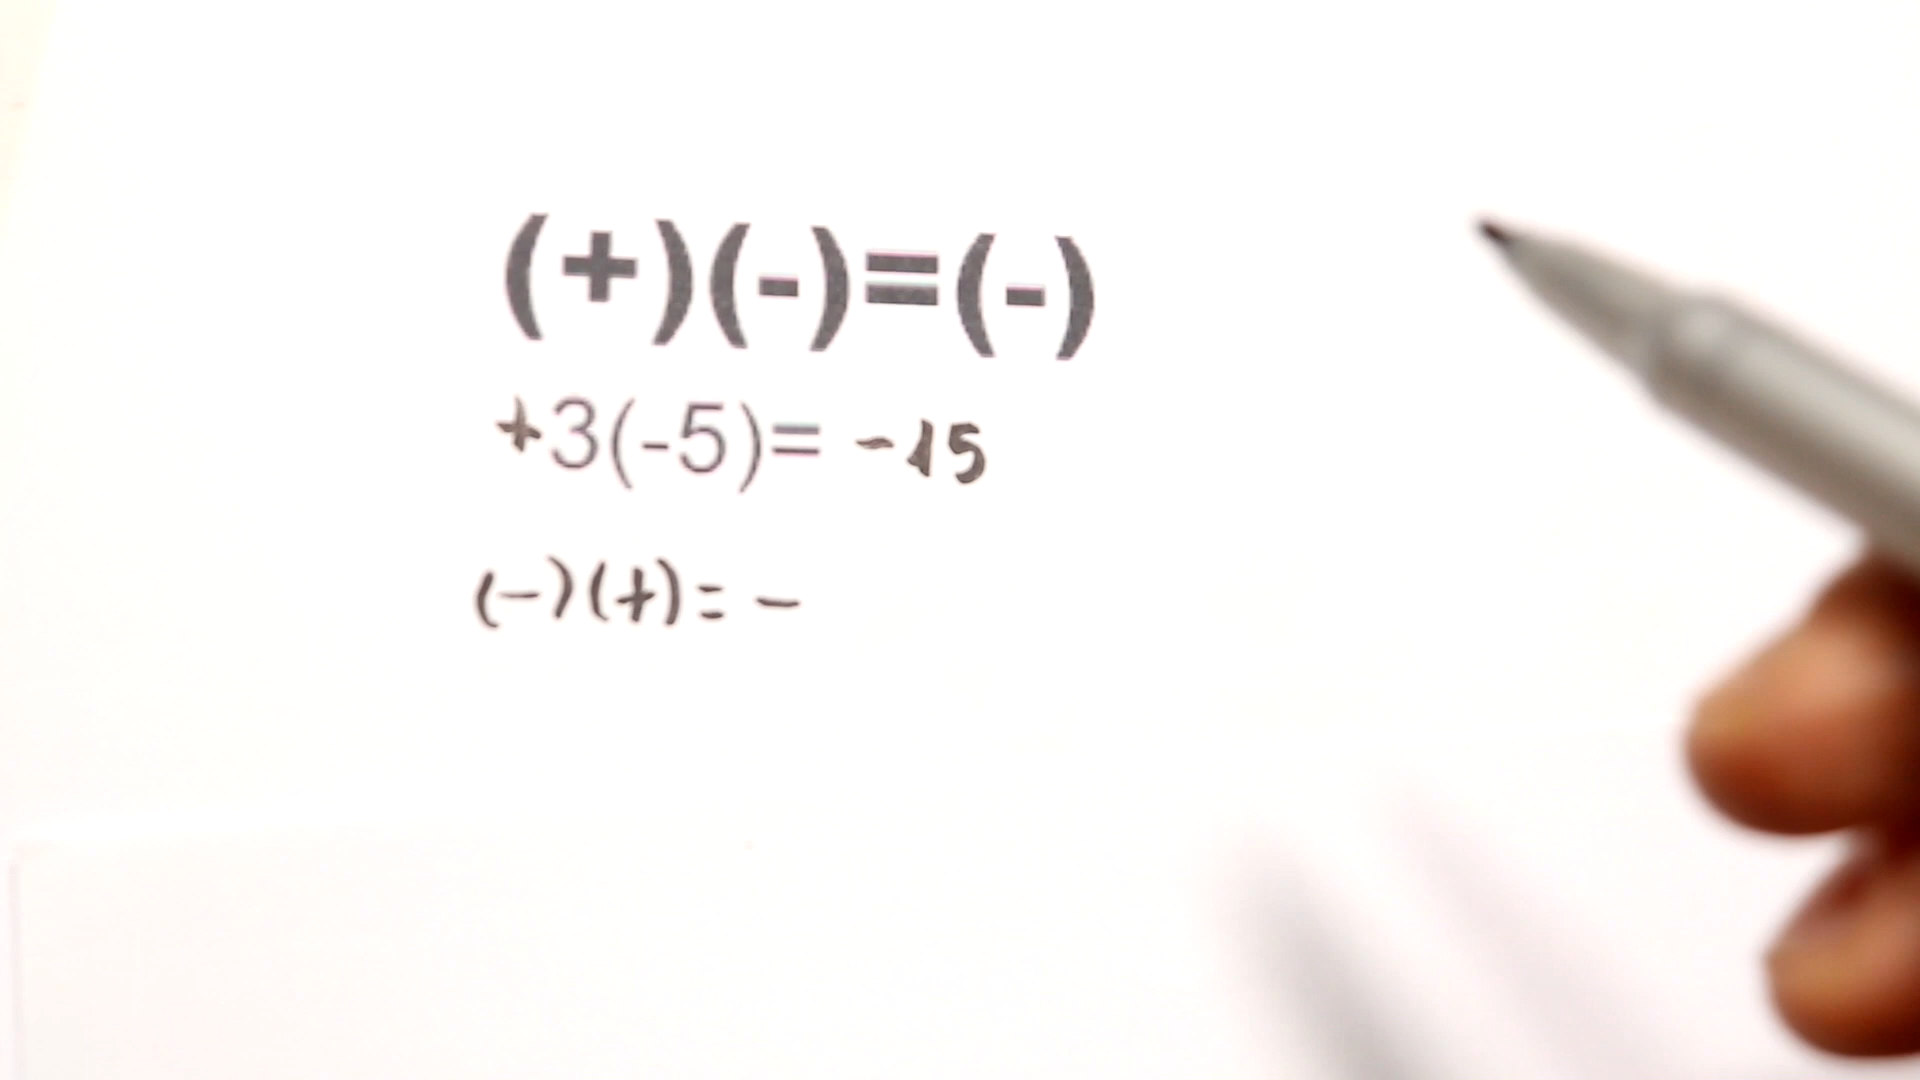 (+)(-)=(-)
+3(-5)= -15
(-)(+)= -